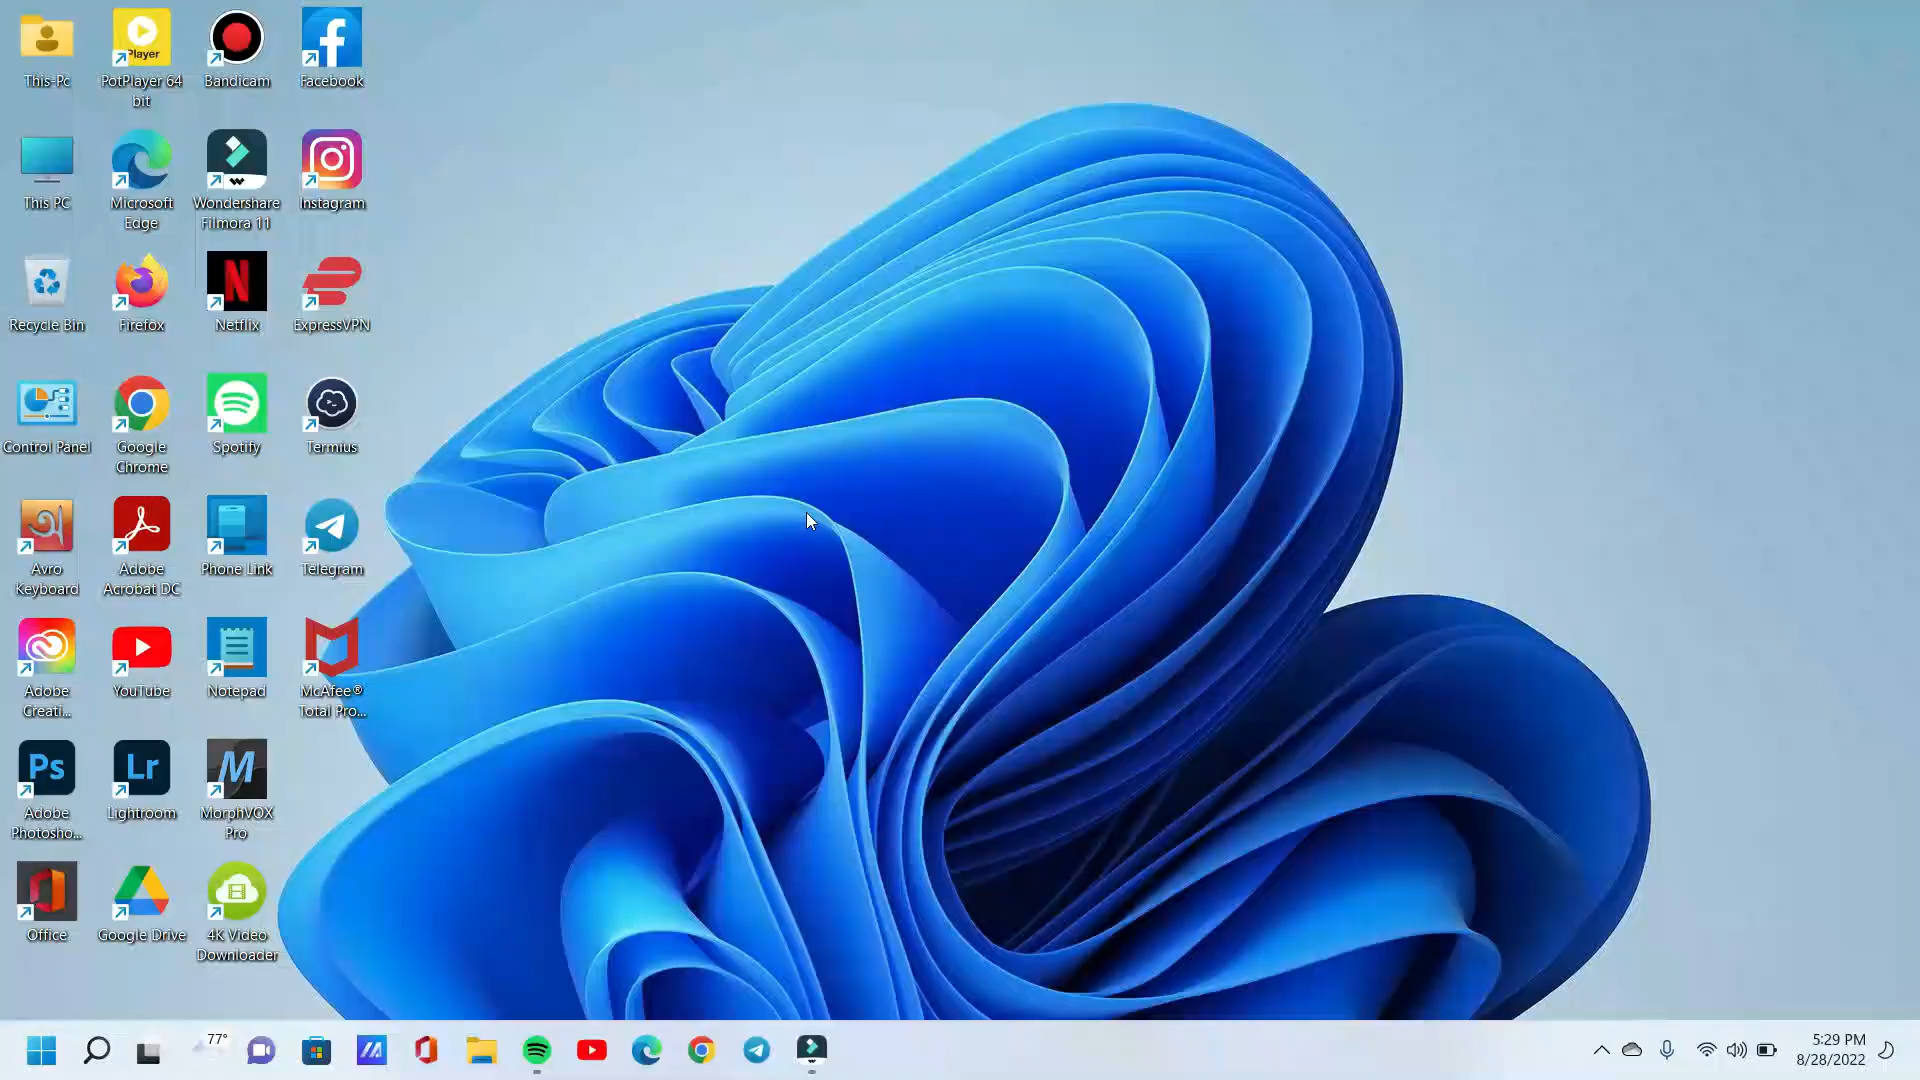 This-Pc
Player
PotPlayer 64
bit
Bandicam
Facebook
This PC
Microsoft
Edge
Wondershare
Filmora 11
Instagram
Recycle Bin
Firefox
N
Netflix
ExpressVPN
Control Panel
Google
Chrome
Spotify
Termius
অ
Avro
Keyboard
Adobe
Acrobat DC
Phone Link
Telegram
Adobe
Creati...
YouTube
Notepad
McAfee®
Total Pro...
Ps
Adobe
Photosho...
Lr
Lightroom
M
MorphVOX
Pro
Office
Google Drive
4K Video
Downloader
77°
5:29 PM
8/28/2022